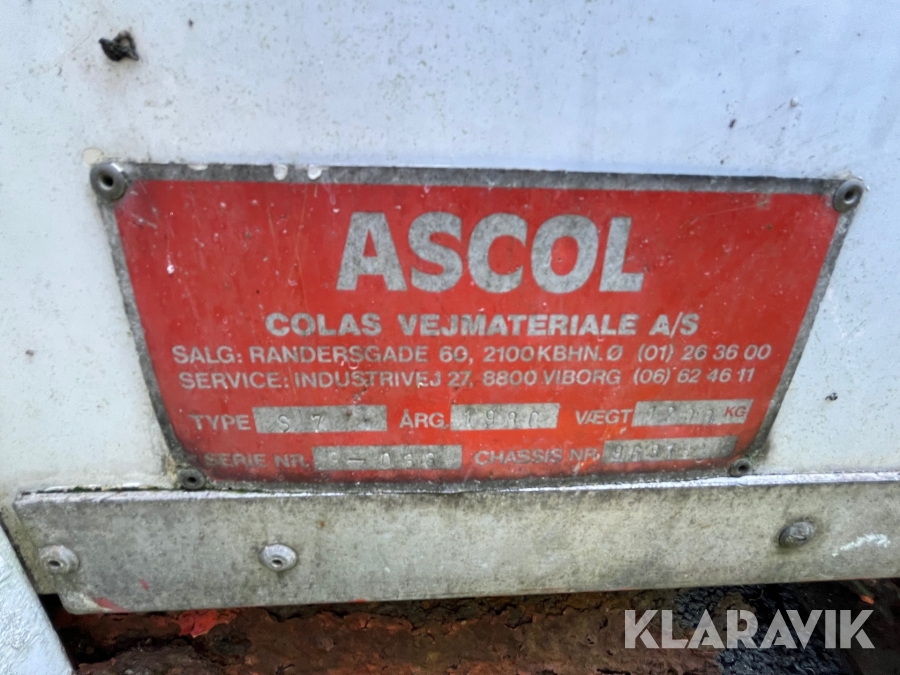 ASCOL
COLAS VEJMATERIALE A/S
SALG: RANDERSGADE 60, 2100 KBHN. Ø (01) 26 36 00
SERVICE: INDUSTRIVEJ 27, 8800 VIBORG (06) 62 46 11
TYPE S 7 ÅRG. VÆGT KG
SERIE NR. CHASSIS NR.
KLARAVIK